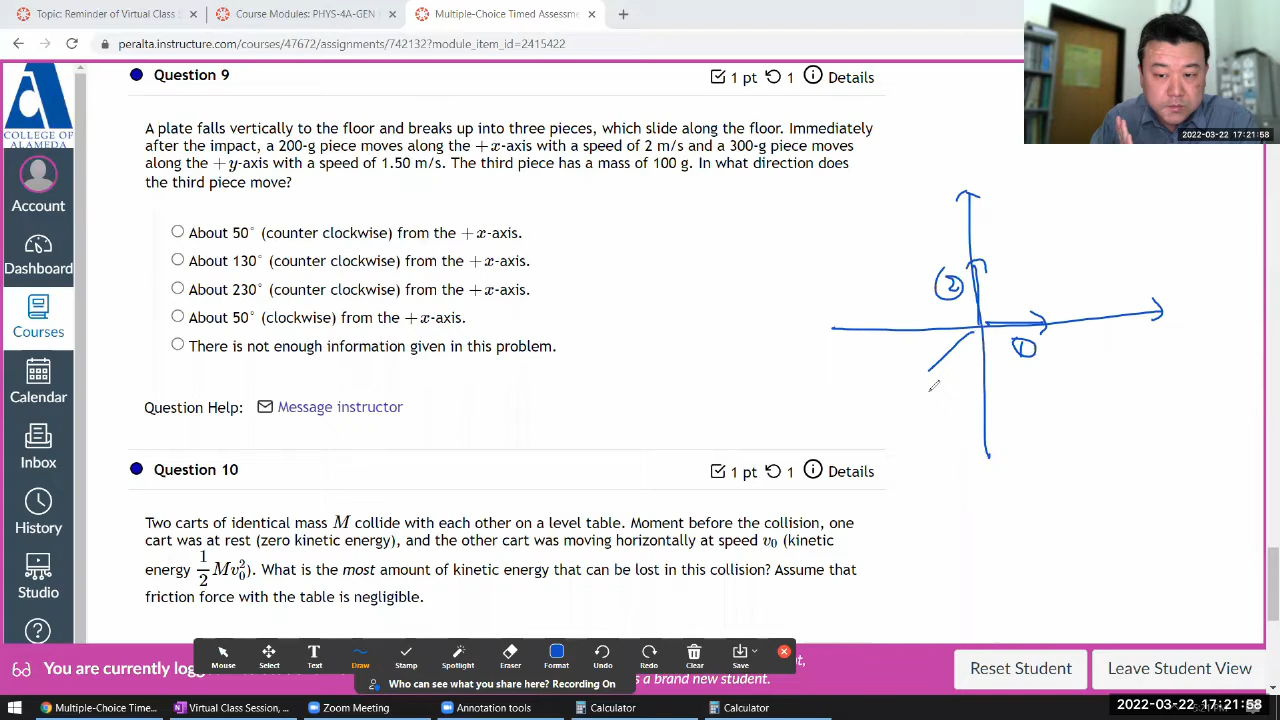 Topic: Reminder of Virtual Class S
Course Modules: PHYS-4A-GEN
Multiple-Choice Timed Assessme
peralta.instructure.com/courses/47672/assignments/742132?module_item_id=2415422
2022-03-22 17:21:58
COLLEGE OF
ALAMEDA
Account
Dashboard
Courses
Calendar
Inbox
History
Studio
Question 9
1 pt
1
Details
A plate falls vertically to the floor and breaks up into three pieces, which slide along the floor. Immediately
after the impact, a 200-g piece moves along the +x-axis with a speed of 2 m/s and a 300-g piece moves
along the +y-axis with a speed of 1.50 m/s. The third piece has a mass of 100 g. In what direction does
the third piece move?
About 50° (counter clockwise) from the +x-axis.
About 130° (counter clockwise) from the +x-axis.
About 230° (counter clockwise) from the +x-axis.
About 50° (clockwise) from the +x-axis.
There is not enough information given in this problem.
Question Help:
Message instructor
2
1
Question 10
1 pt
1
Details
Two carts of identical mass M collide with each other on a level table. Moment before the collision, one
cart was at rest (zero kinetic energy), and the other cart was moving horizontally at speed v₀ (kinetic
energy 1/2 Mv₀²). What is the most amount of kinetic energy that can be lost in this collision? Assume that
friction force with the table is negligible.
Mouse
Select
Text
Draw
Stamp
Spotlight
Eraser
Format
Undo
Redo
Clear
Save
Who can see what you share here? Recording On
You are currently log
s a brand new student.
Reset Student
Leave Student View
Multiple-Choice Time...
Virtual Class Session, ...
Zoom Meeting
Annotation tools
Calculator
Calculator
2022-03-22 17:21:58